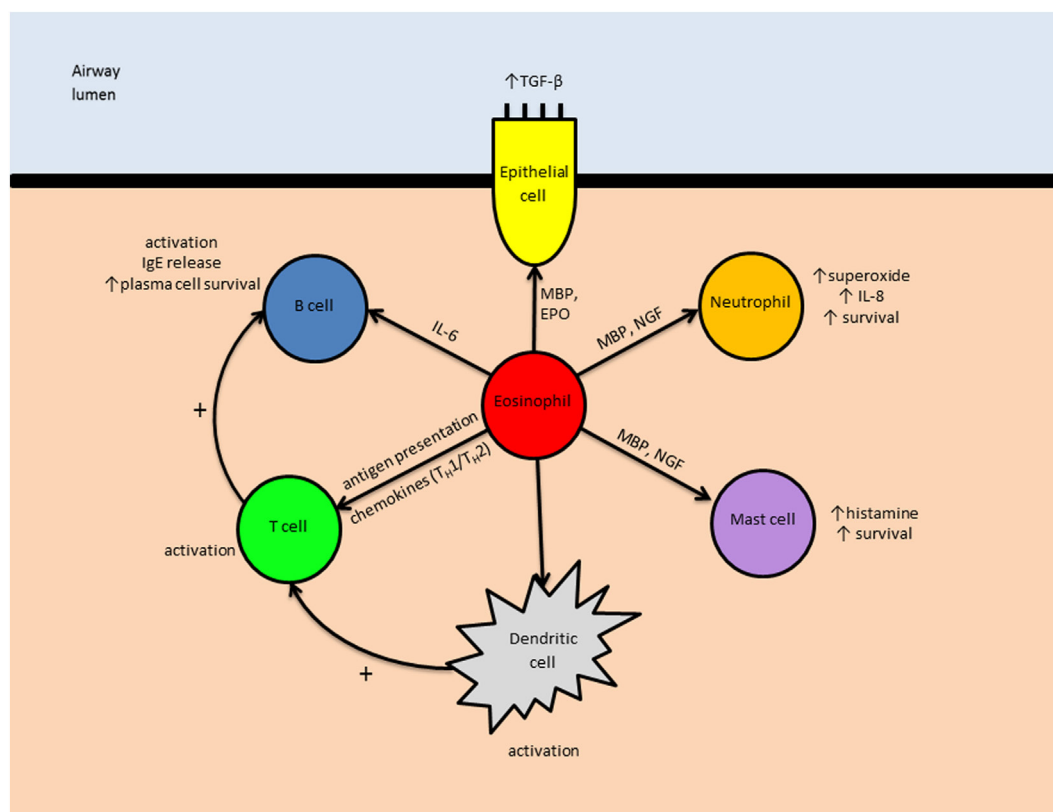 Airway
lumen
↑TGF-β
Epithelial
cell
activation
IgE release
↑plasma cell survival
B cell
IL-6
MBP,
EPO
MBP, NGF
Neutrophil
↑superoxide
↑ IL-8
↑ survival
Eosinophil
+
antigen presentation
chemokines (TH1/TH2)
MBP, NGF
T cell
activation
Mast cell
↑histamine
↑ survival
+
Dendritic
cell
activation